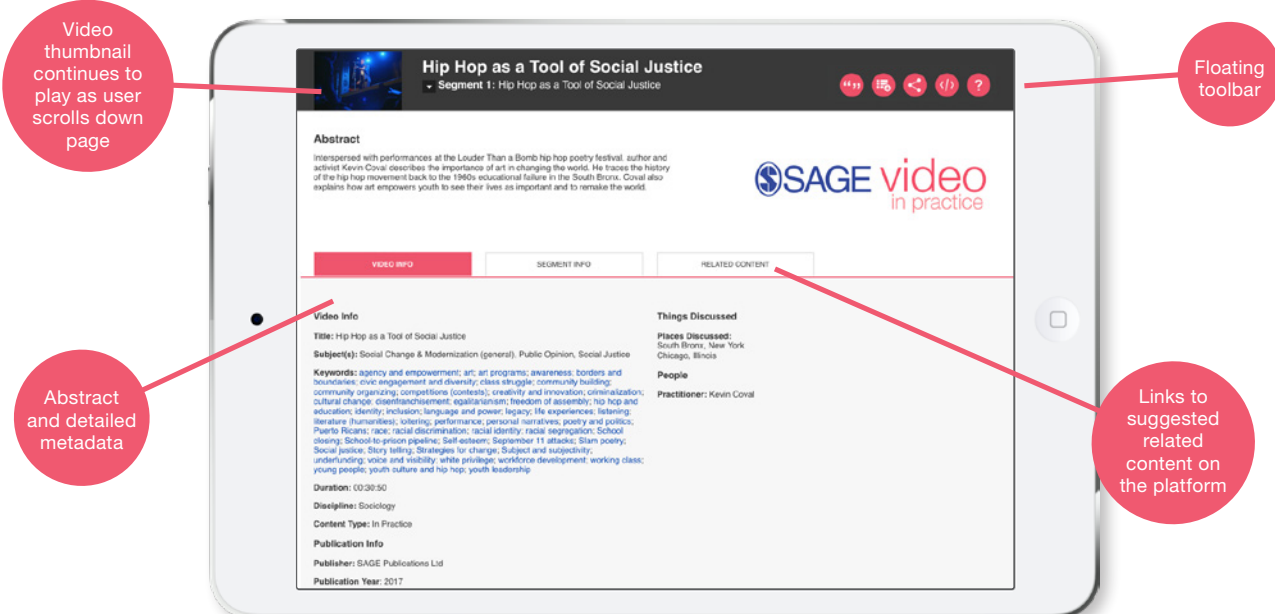 Video
thumbnail
continues to
play as user
scrolls down
page
Floating
toolbar
Hip Hop as a Tool of Social Justice
Segment 1: Hip Hop as a Tool of Social Justice
“ ”
</>
?
Abstract
Interspersed with performances at the Louder Than a Bomb hip hop poetry festival, author and
activist Kevin Coval describes the importance of art in changing the world. He traces the history
of the hip hop movement back to the 1960s educational failure in the South Bronx. Coval also
explains how art empowers youth to see their lives as important and to remake the world.
SAGE video
in practice
VIDEO INFO
SEGMENT INFO
RELATED CONTENT
Video Info
Title: Hip Hop as a Tool of Social Justice
Subject(s): Social Change & Modernization (general), Public Opinion, Social Justice
Keywords: agency and empowerment; art; art programs; awareness; borders and
boundaries; civic engagement and diversity; class struggle; community building;
community organizing; competitions (contests); creativity and innovation; criminalization;
cultural change; disenfranchisement; egalitarianism; freedom of assembly; hip hop and
education; identity; inclusion; language and power; legacy; life experiences; listening;
literature (humanities); loitering; performance; personal narratives; poetry and politics;
Puerto Ricans; race; racial discrimination; racial identity; racial segregation; School
closing; School-to-prison pipeline; Self-esteem; September 11 attacks; Slam poetry;
Social justice; Story telling; Strategies for change; Subject and subjectivity;
underfunding; voice and visibility; white privilege; workforce development; working class;
young people; youth culture and hip hop; youth leadership
Duration: 00:30:50
Discipline: Sociology
Content Type: In Practice
Publication Info
Publisher: SAGE Publications Ltd
Publication Year: 2017
Things Discussed
Places Discussed:
South Bronx, New York
Chicago, Illinois
People
Practitioner: Kevin Coval
Abstract
and detailed
metadata
Links to
suggested
related
content on
the platform